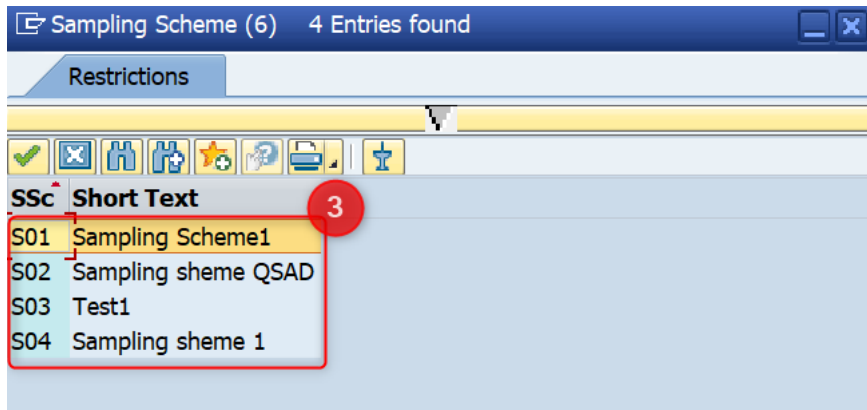 Sampling Scheme (6) 4 Entries found
Restrictions
SSc Short Text
3
S01 Sampling Scheme1
S02 Sampling sheme QSAD
S03 Test1
S04 Sampling sheme 1